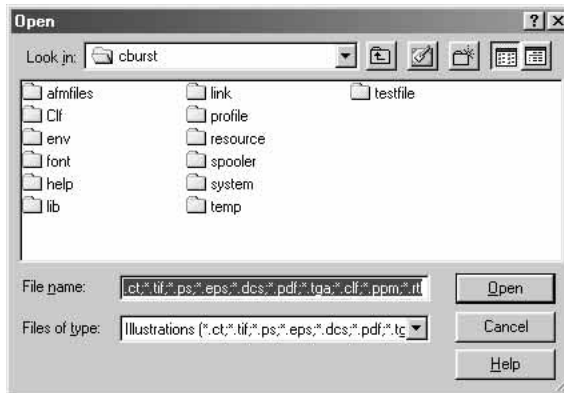 Open
Look in: cburst
afmfiles link testfile
Clf profile
env resource
font spooler
help system
lib temp
File name: .ct;*.tif;*.ps;*.eps;*.dcs;*.pdf;*.tga;*.clf;*.ppm;*.rtl Open
Files of type: Illustrations (*.ct;*.tif;*.ps;*.eps;*.dcs;*.pdf;*.tg Cancel
Help